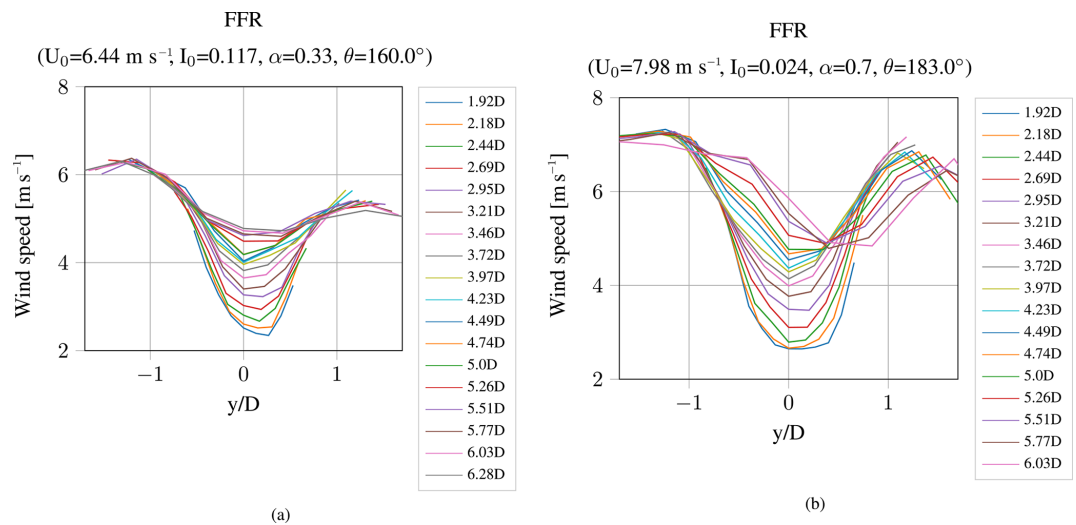 FFR
(U₀=6.44 m s⁻¹, I₀=0.117, α=0.33, θ=160.0°)
8
6
4
2
−1
0
1
Wind speed [m s⁻¹]
y/D
1.92D
2.18D
2.44D
2.69D
2.95D
3.21D
3.46D
3.72D
3.97D
4.23D
4.49D
4.74D
5.0D
5.26D
5.51D
5.77D
6.03D
6.28D
(a)
FFR
(U₀=7.98 m s⁻¹, I₀=0.024, α=0.7, θ=183.0°)
8
6
4
2
−1
0
1
Wind speed [m s⁻¹]
y/D
1.92D
2.18D
2.44D
2.69D
2.95D
3.21D
3.46D
3.72D
3.97D
4.23D
4.49D
4.74D
5.0D
5.26D
5.51D
5.77D
6.03D
(b)